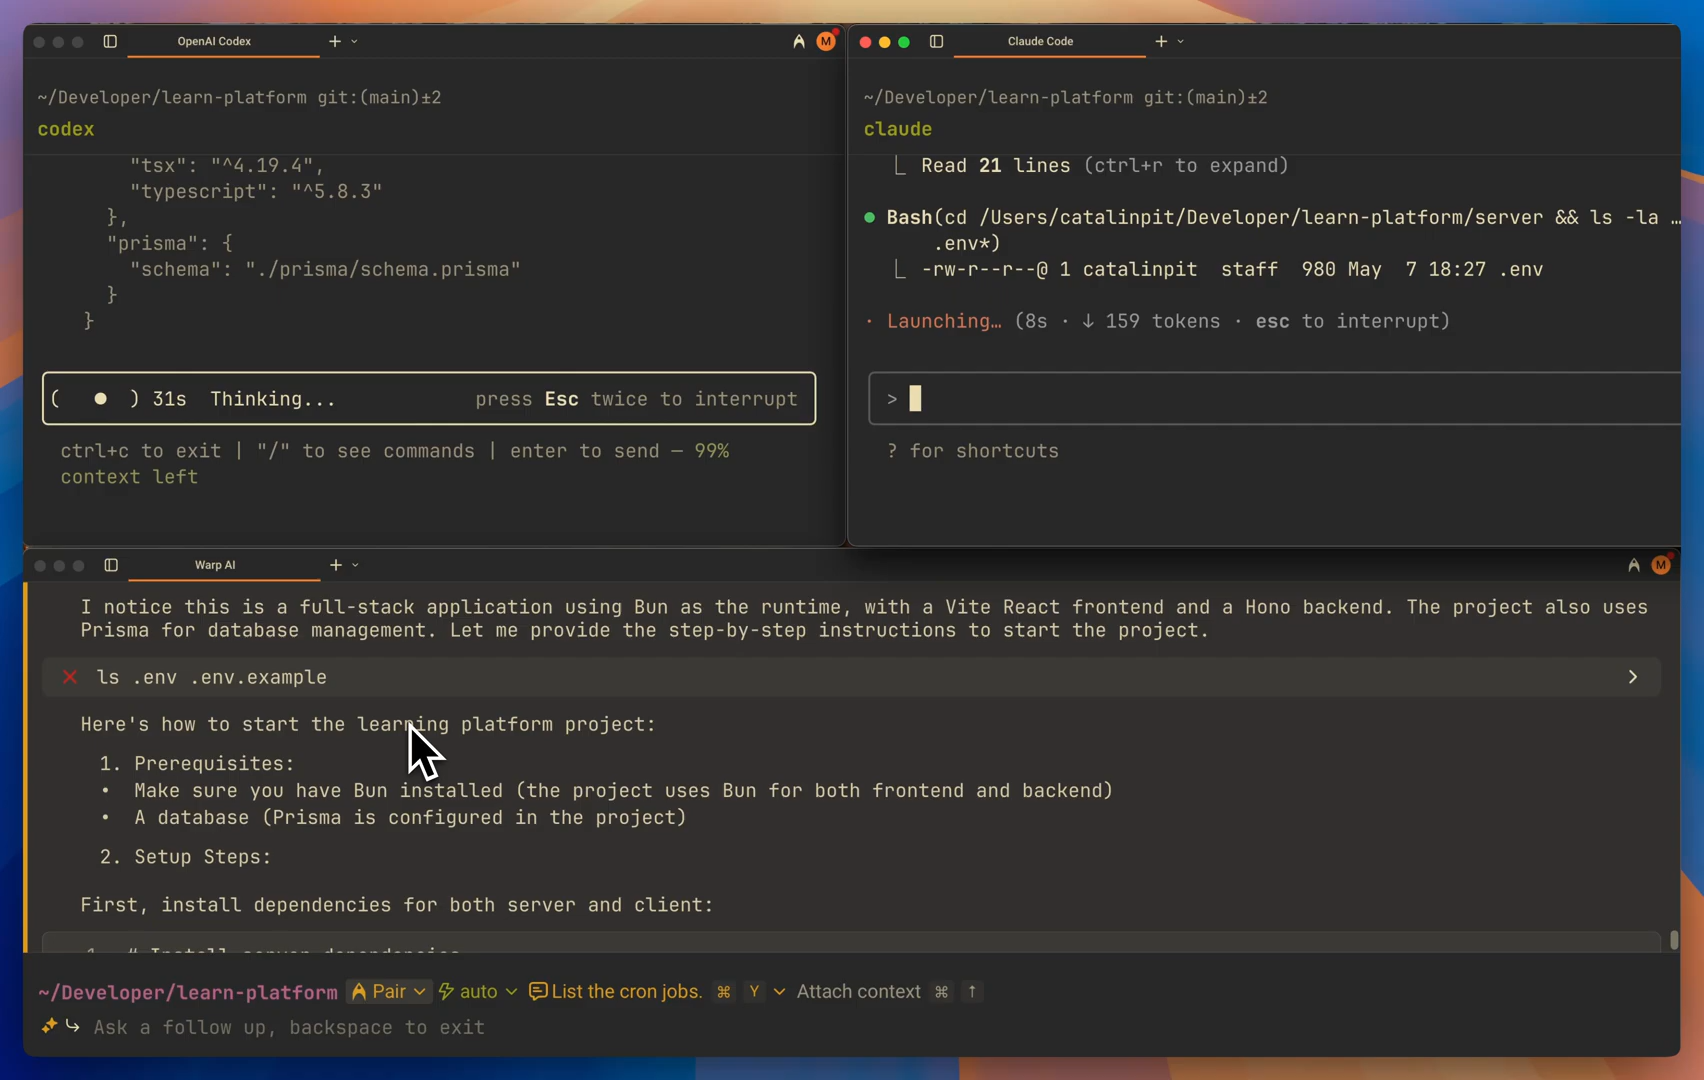 OpenAI Codex
M
~/Developer/learn-platform git:(main)±2
codex
"tsx": "^4.19.4",
"typescript": "^5.8.3"
},
"prisma": {
"schema": "./prisma/schema.prisma"
}
}
( ● ) 31s Thinking... press Esc twice to interrupt
ctrl+c to exit | "/" to see commands | enter to send — 99%
context left
Claude Code
~/Developer/learn-platform git:(main)±2
claude
Read 21 lines (ctrl+r to expand)
Bash(cd /Users/catalinpit/Developer/learn-platform/server && ls -la …
.env*)
-rw-r--r--@ 1 catalinpit staff 980 May 7 18:27 .env
· Launching… (8s · ↓ 159 tokens · esc to interrupt)
>
? for shortcuts
Warp AI
M
I notice this is a full-stack application using Bun as the runtime, with a Vite React frontend and a Hono backend. The project also uses
Prisma for database management. Let me provide the step-by-step instructions to start the project.
ls .env .env.example
Here's how to start the learning platform project:
1. Prerequisites:
• Make sure you have Bun installed (the project uses Bun for both frontend and backend)
• A database (Prisma is configured in the project)
2. Setup Steps:
First, install dependencies for both server and client:
1 # Install server dependencies
~/Developer/learn-platform Pair auto List the cron jobs. ⌘ Y Attach context ⌘ ↑
Ask a follow up, backspace to exit